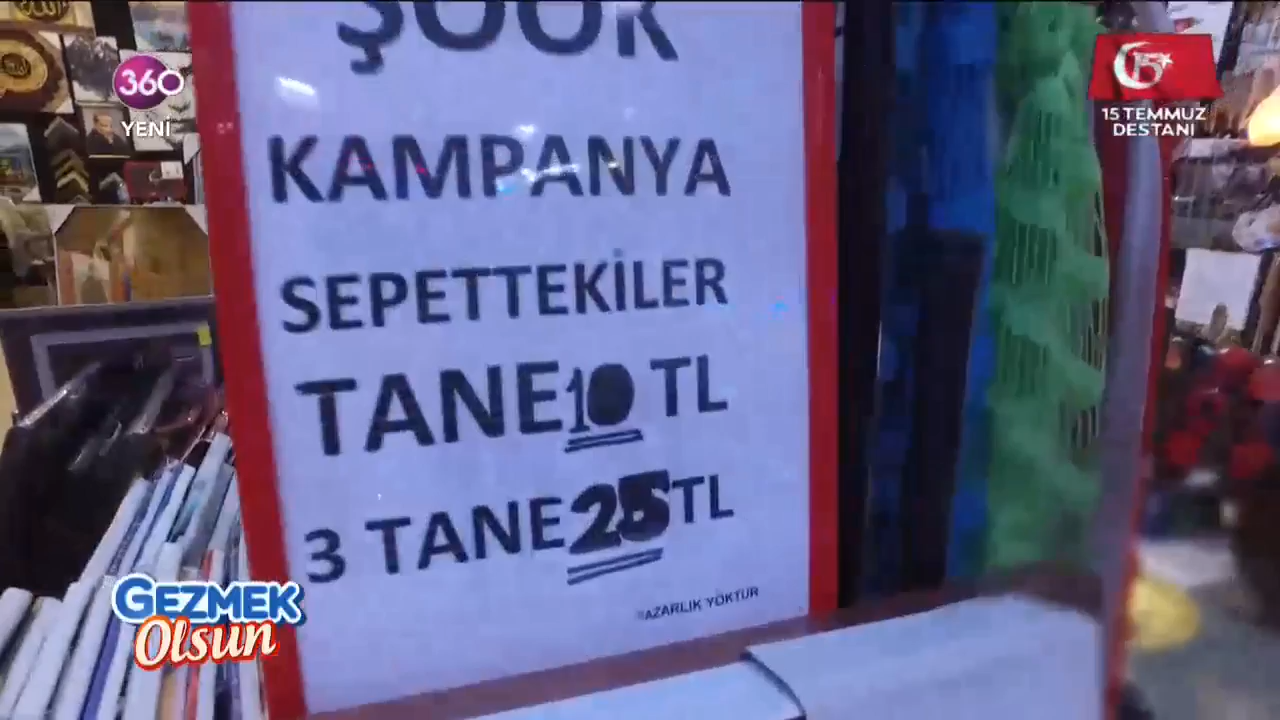 ŞOOK
KAMPANYA
SEPETTEKİLER
TANE 10 TL
3 TANE 25 TL
PAZARLIK YOKTUR
360
YENİ
15
15 TEMMUZ
DESTANI
GEZMEK
Olsun